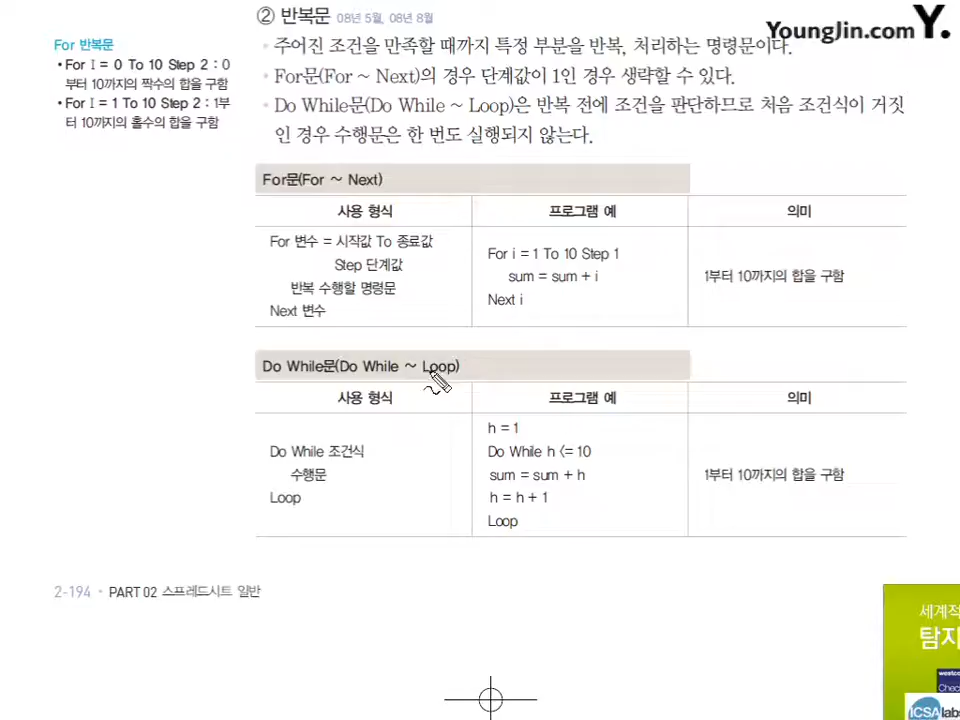 ② 반복문 08년 5월, 08년 8월
YoungJin.com Y.
For 반복문
• For I = 0 To 10 Step 2 : 0
부터 10까지의 짝수의 합을 구함
• For I = 1 To 10 Step 2 : 1부
터 10까지의 홀수의 합을 구함
• 주어진 조건을 만족할 때까지 특정 부분을 반복, 처리하는 명령문이다.
• For문(For ~ Next)의 경우 단계값이 1인 경우 생략할 수 있다.
• Do While문(Do While ~ Loop)은 반복 전에 조건을 판단하므로 처음 조건식이 거짓
인 경우 수행문은 한 번도 실행되지 않는다.
For문(For ~ Next)
사용 형식 프로그램 예 의미
For 변수 = 시작값 To 종료값
Step 단계값
반복 수행할 명령문
Next 변수
For i = 1 To 10 Step 1
sum = sum + i
Next i
1부터 10까지의 합을 구함
Do While문(Do While ~ Loop)
사용 형식 프로그램 예 의미
Do While 조건식
수행문
Loop
h = 1
Do While h <= 10
sum = sum + h
h = h + 1
Loop
1부터 10까지의 합을 구함
2-194 • PART 02 스프레드시트 일반
세계적
탐지
westco
Chec
ICSA labs